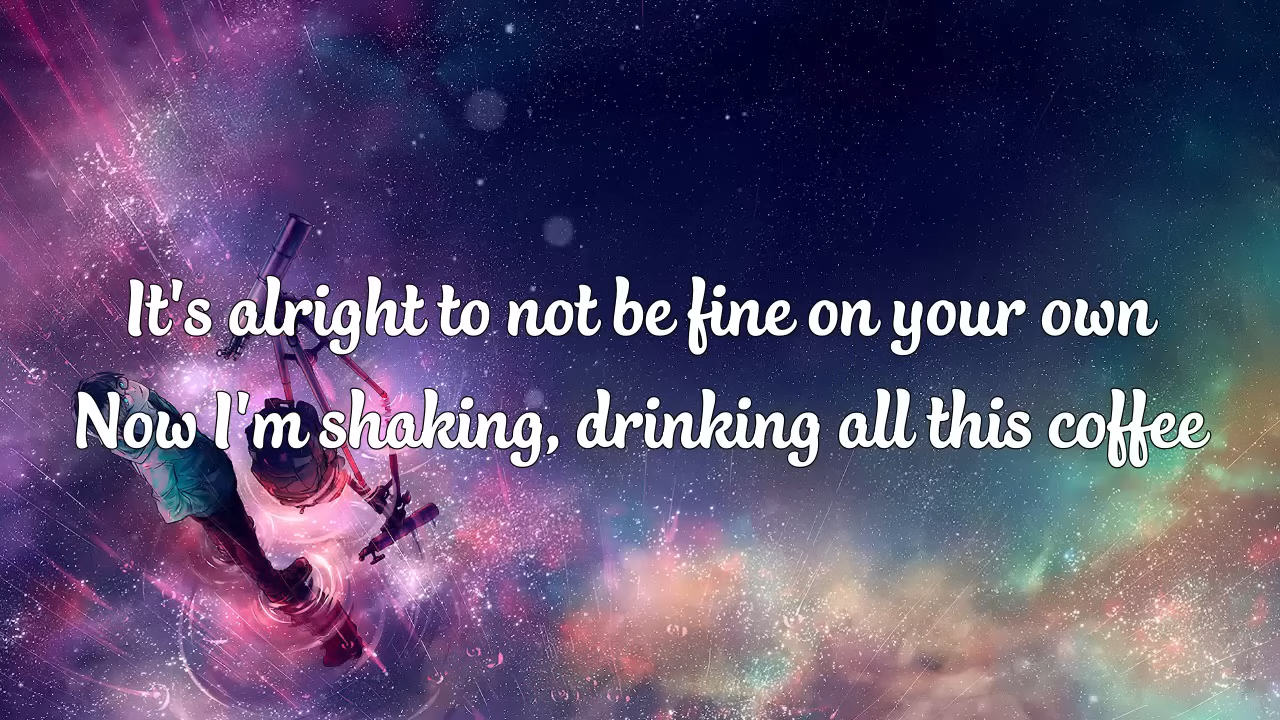 It's alright to not be fine on your own
Now I'm shaking, drinking all this coffee